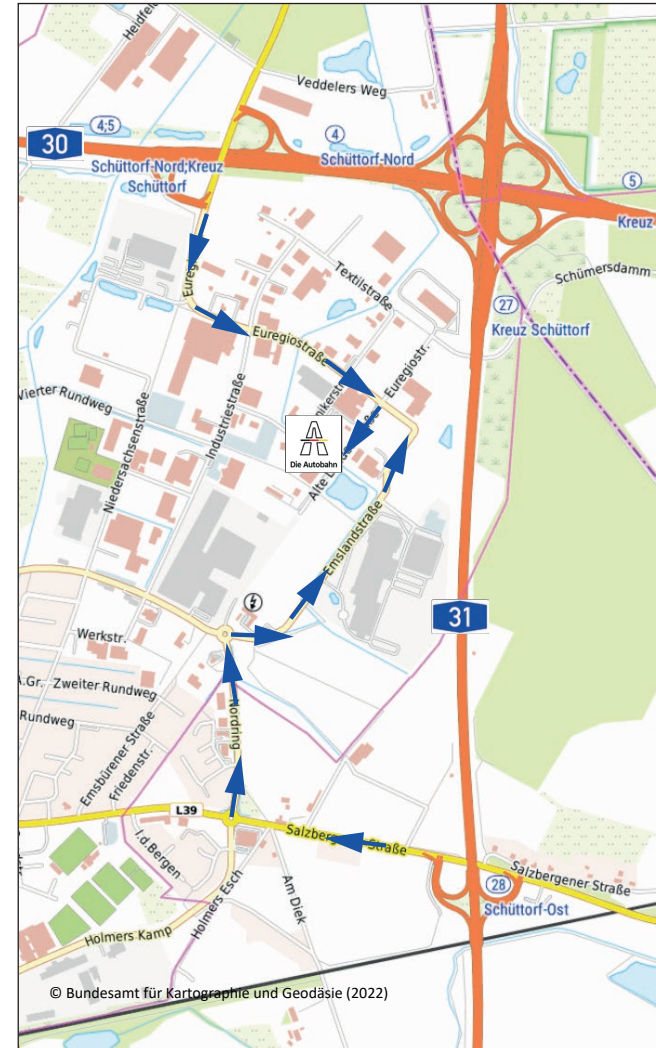 Heidfel
Veddelers Weg
30
4;5
4
Schüttorf-Nord;Kreuz
Schüttorf
Schüttorf-Nord
5
Kreuz
Schümersdamm
Textilstraße
27
Kreuz Schüttorf
Euregi
Euregiostraße
Euregiostr.
Vierter Rundweg
Industriestraße
Niedersachsenstraße
Die Autobahn
Alte
Emslandstraße
31
Werkstr.
A.Gr. Zweiter Rundweg
Rundweg
Emsbürener Straße
Friedenstr.
Nordring
L39
Salzbergener Straße
I.d.Bergen
Holmers Esch
Am Diek
28
Salzbergener Straße
Schüttorf-Ost
Holmers Kamp
© Bundesamt für Kartographie und Geodäsie (2022)